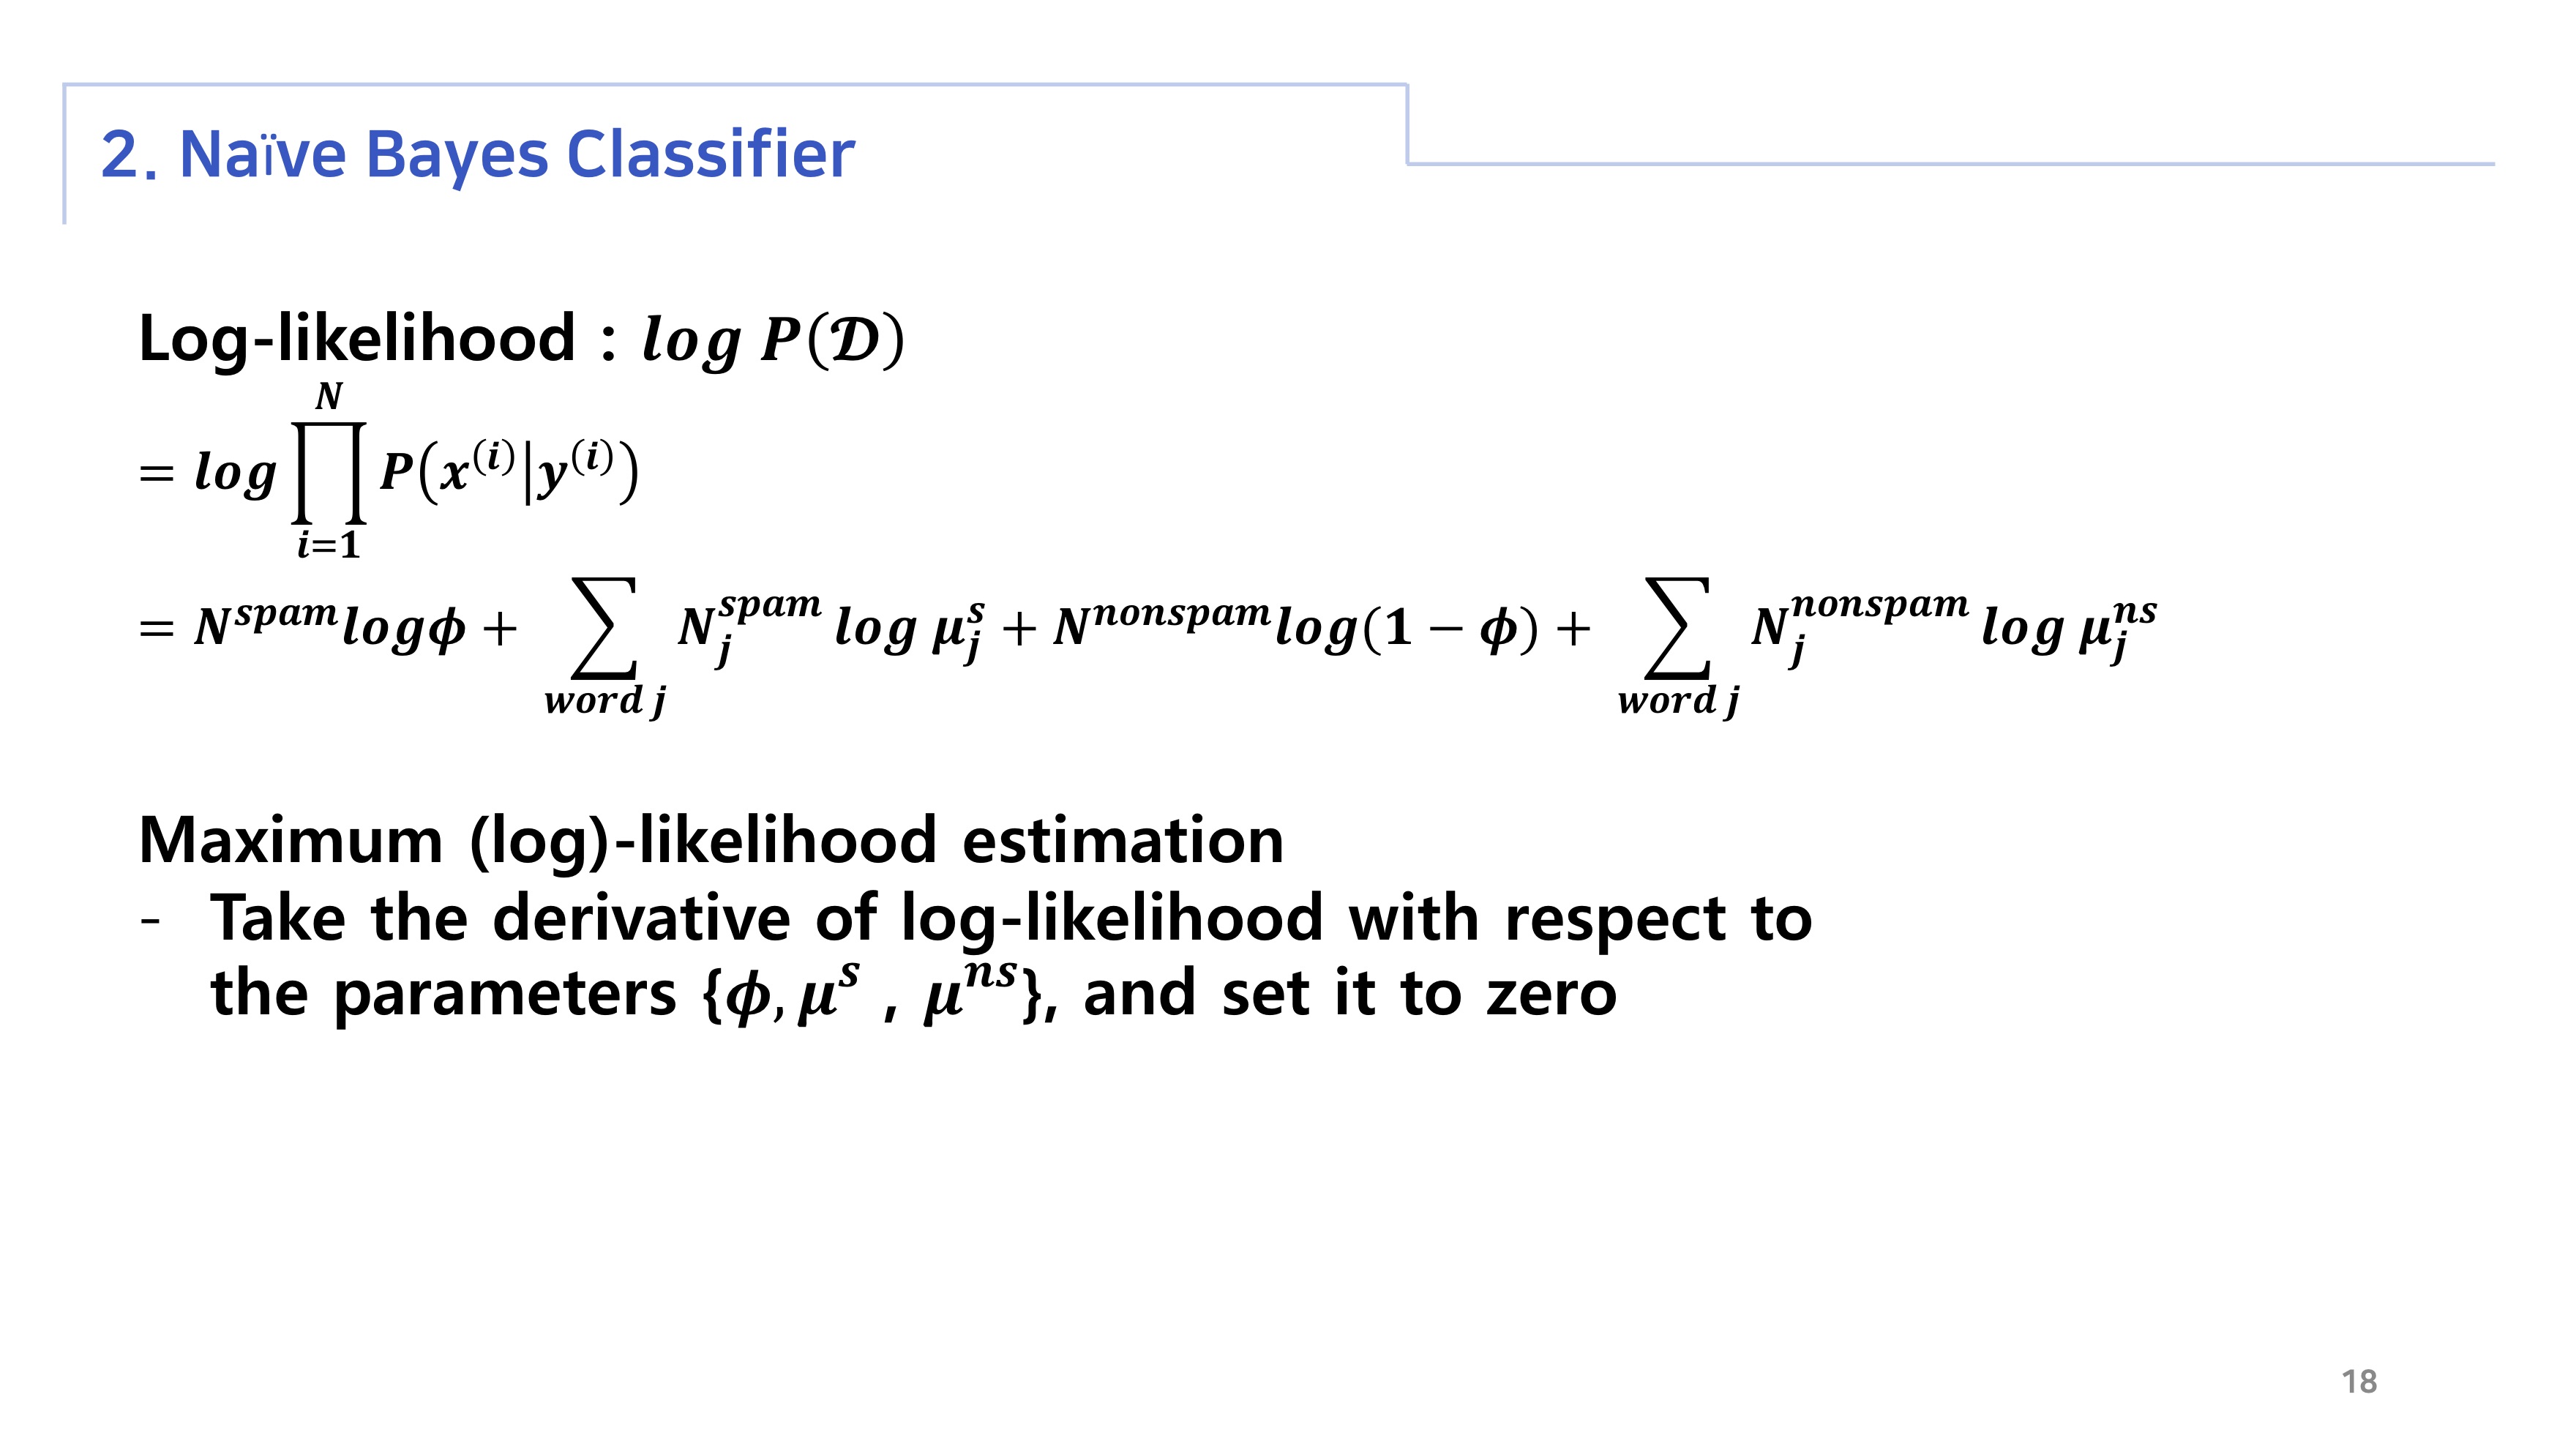 2. Naïve Bayes Classifier
Log-likelihood : $log\ P(\mathcal{D})$
$= log \prod_{i=1}^{N} P(x^{(i)}|y^{(i)})$
$= N^{spam} log\phi + \sum_{word\ j} N_j^{spam} log\ \mu_j^s + N^{nonspam} log(1 - \phi) + \sum_{word\ j} N_j^{nonspam} log\ \mu_j^{ns}$
Maximum (log)-likelihood estimation
- Take the derivative of log-likelihood with respect to
the parameters {$\phi, \mu^s$ , $\mu^{ns}$}, and set it to zero
18